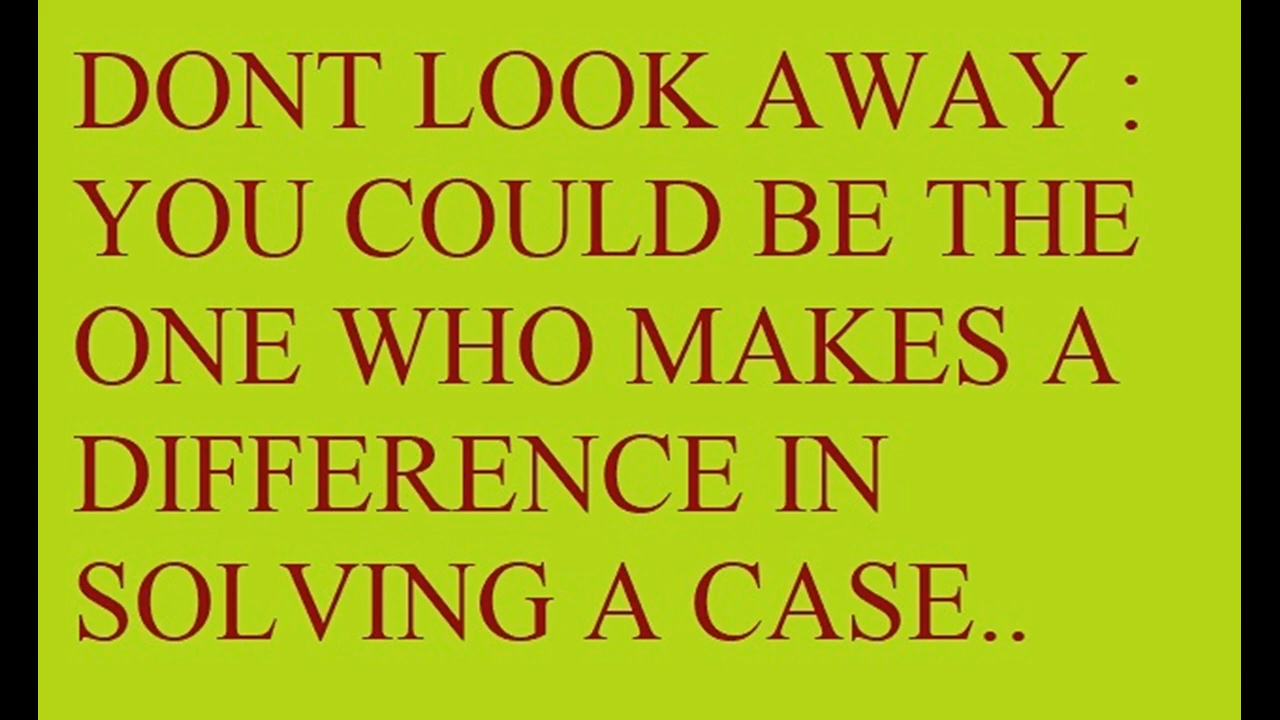 DONT LOOK AWAY :
YOU COULD BE THE
ONE WHO MAKES A
DIFFERENCE IN
SOLVING A CASE..